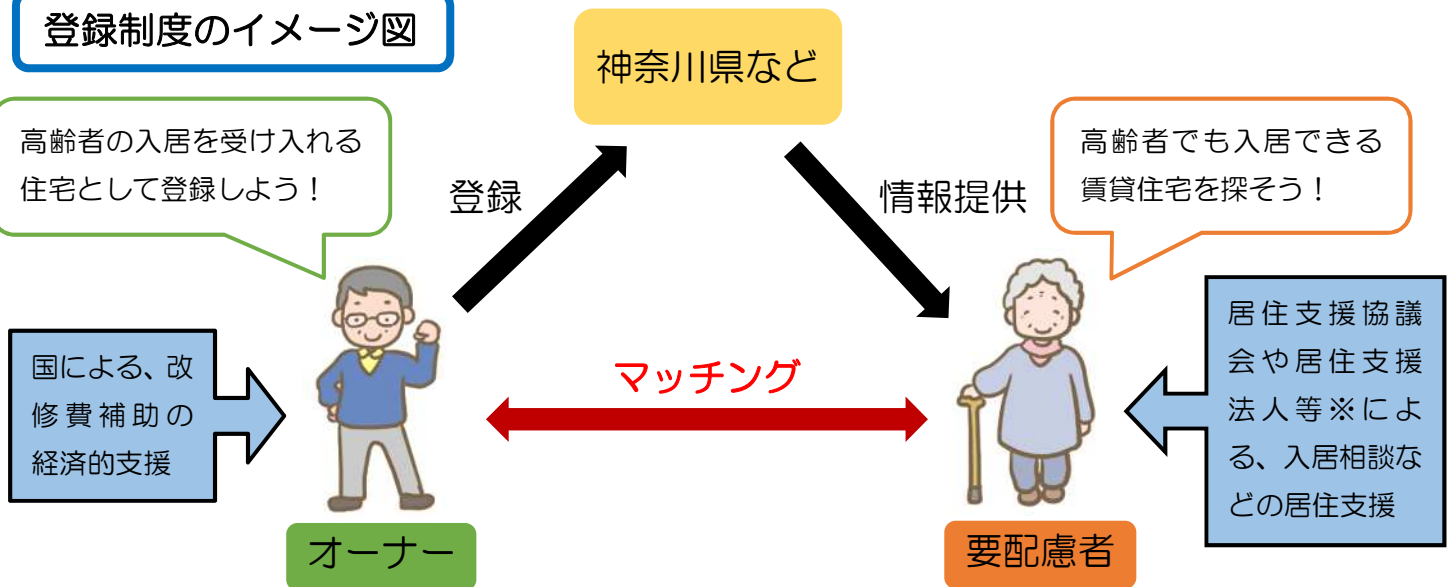 登録制度のイメージ図
神奈川県など
高齢者の入居を受け入れる
住宅として登録しよう！
登録
情報提供
高齢者でも入居できる
賃貸住宅を探そう！
国による、改
修費補助の
経済的支援
マッチング
居住支援協議
会や居住支援
法人等※によ
る、入居相談な
どの居住支援
オーナー
要配慮者